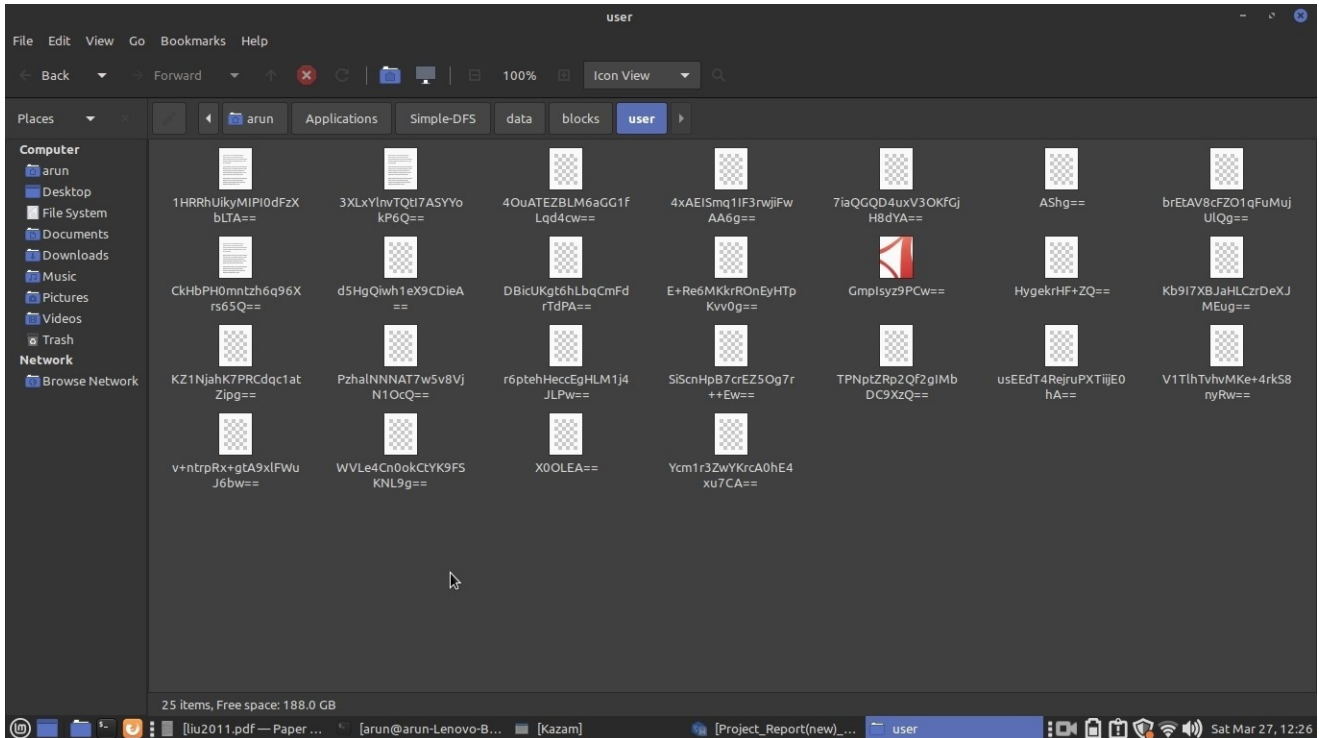 user
File Edit View Go Bookmarks Help
Back Forward 100% Icon View
Places arun Applications Simple-DFS data blocks user
Computer
arun
Desktop
File System
Documents
Downloads
Music
Pictures
Videos
Trash
Network
Browse Network
1HRRhUikyMIPI0dFzX
bLTA==
3XLxYlnvTQtI7ASYYo
kP6Q==
4OuATEZBLM6aGG1f
Lqd4cw==
4xAEISmq1IF3rwjiFw
AA6g==
7iaQGQD4uxV3OKfGj
H8dYA==
AShg==
brEtAV8cFZO1qFuMuj
UlQg==
CkHbPH0mntzh6q96X
rs65Q==
d5HgQiwh1eX9CDieA
==
DBicUKgt6hLbqCmFd
rTdPA==
E+Re6MKkrROnEyHTp
Kvv0g==
GmpIsyz9PCw==
HygekrHF+ZQ==
Kb9I7XBJaHLCzrDeXJ
MEug==
KZ1NjahK7PRCdqc1at
Zipg==
PzhalNNNAT7w5v8Vj
N1OcQ==
r6ptehHeccEgHLM1j4
JLPw==
SiScnHpB7crEZ5Og7r
++Ew==
TPNptZRp2Qf2gIMb
DC9XzQ==
usEEdT4RejruPXTiijE0
hA==
V1TlhTvhvMKe+4rkS8
nyRw==
v+ntrpRx+gtA9xlFWu
J6bw==
WVLe4Cn0okCtYK9FS
KNL9g==
X0OLEA==
Ycm1r3ZwYKrcA0hE4
xu7CA==
25 items, Free space: 188.0 GB
[liu2011.pdf — Paper ... [arun@arun-Lenovo-B... [Kazam] [Project_Report(new)_... user Sat Mar 27, 12:26